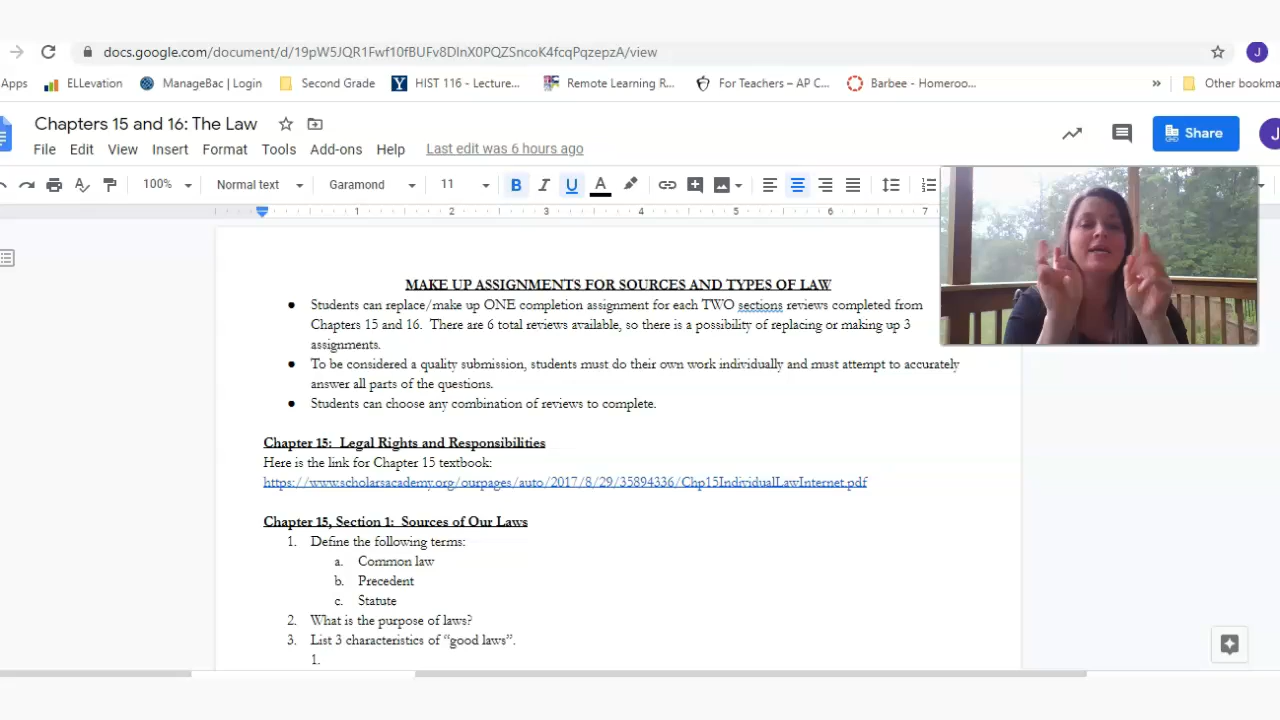 docs.google.com/document/d/19pW5JQR1Fwf10fBUFv8DlnX0PQZSncoK4fcqPqzepzA/view
J
Apps ELLevation ManageBac | Login Second Grade HIST 116 - Lecture... Remote Learning R... For Teachers – AP C... Barbee - Homeroo... » Other bookma
Chapters 15 and 16: The Law
Share
J
File Edit View Insert Format Tools Add-ons Help Last edit was 6 hours ago
100% Normal text Garamond 11 B I U A
1 2 3 4 5 6 7
MAKE UP ASSIGNMENTS FOR SOURCES AND TYPES OF LAW
● Students can replace/make up ONE completion assignment for each TWO sections reviews completed from
Chapters 15 and 16. There are 6 total reviews available, so there is a possibility of replacing or making up 3
assignments.
● To be considered a quality submission, students must do their own work individually and must attempt to accurately
answer all parts of the questions.
● Students can choose any combination of reviews to complete.
Chapter 15: Legal Rights and Responsibilities
Here is the link for Chapter 15 textbook:
https://www.scholarsacademy.org/ourpages/auto/2017/8/29/35894336/Chp15IndividualLawInternet.pdf
Chapter 15, Section 1: Sources of Our Laws
1. Define the following terms:
a. Common law
b. Precedent
c. Statute
2. What is the purpose of laws?
3. List 3 characteristics of “good laws”.
1.